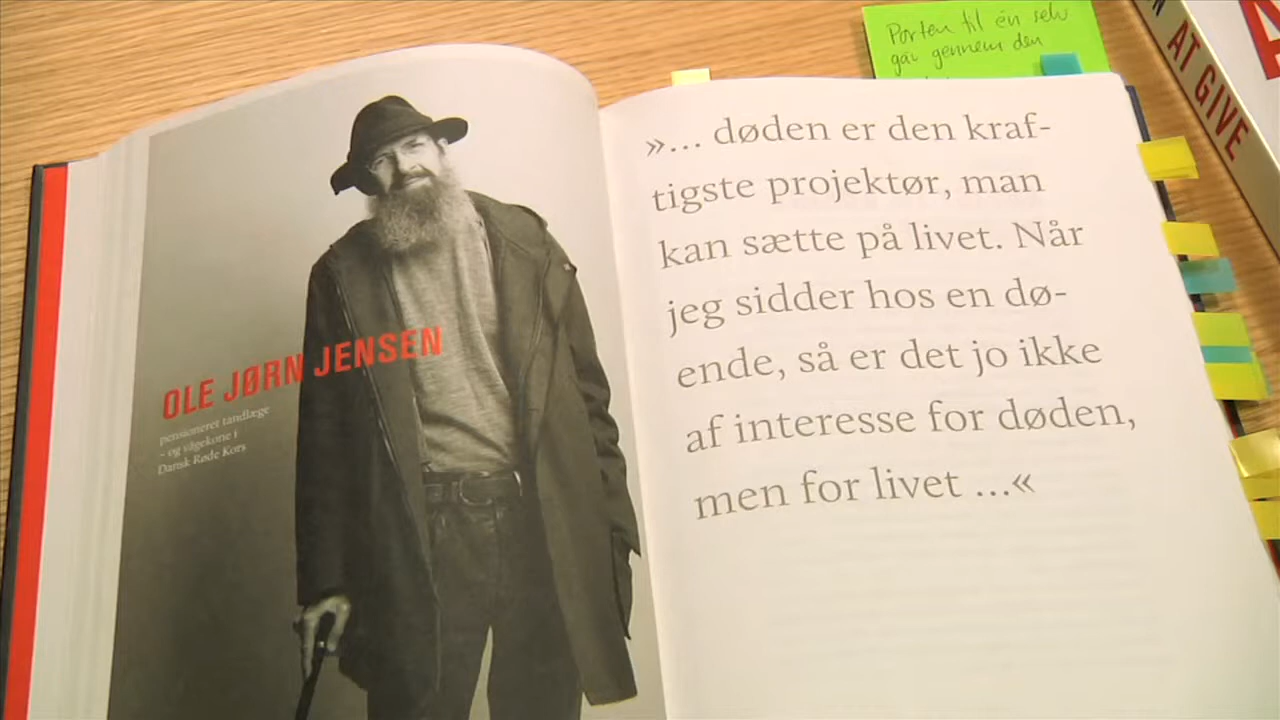 OLE JØRN JENSEN
pensioneret tandlæge
- og vågekone i
Dansk Røde Kors
»... døden er den kraf-
tigste projektør, man
kan sætte på livet. Når
jeg sidder hos en dø-
ende, så er det jo ikke
af interesse for døden,
men for livet ...«
Porten til én selv
går gennem den
AT GIVE